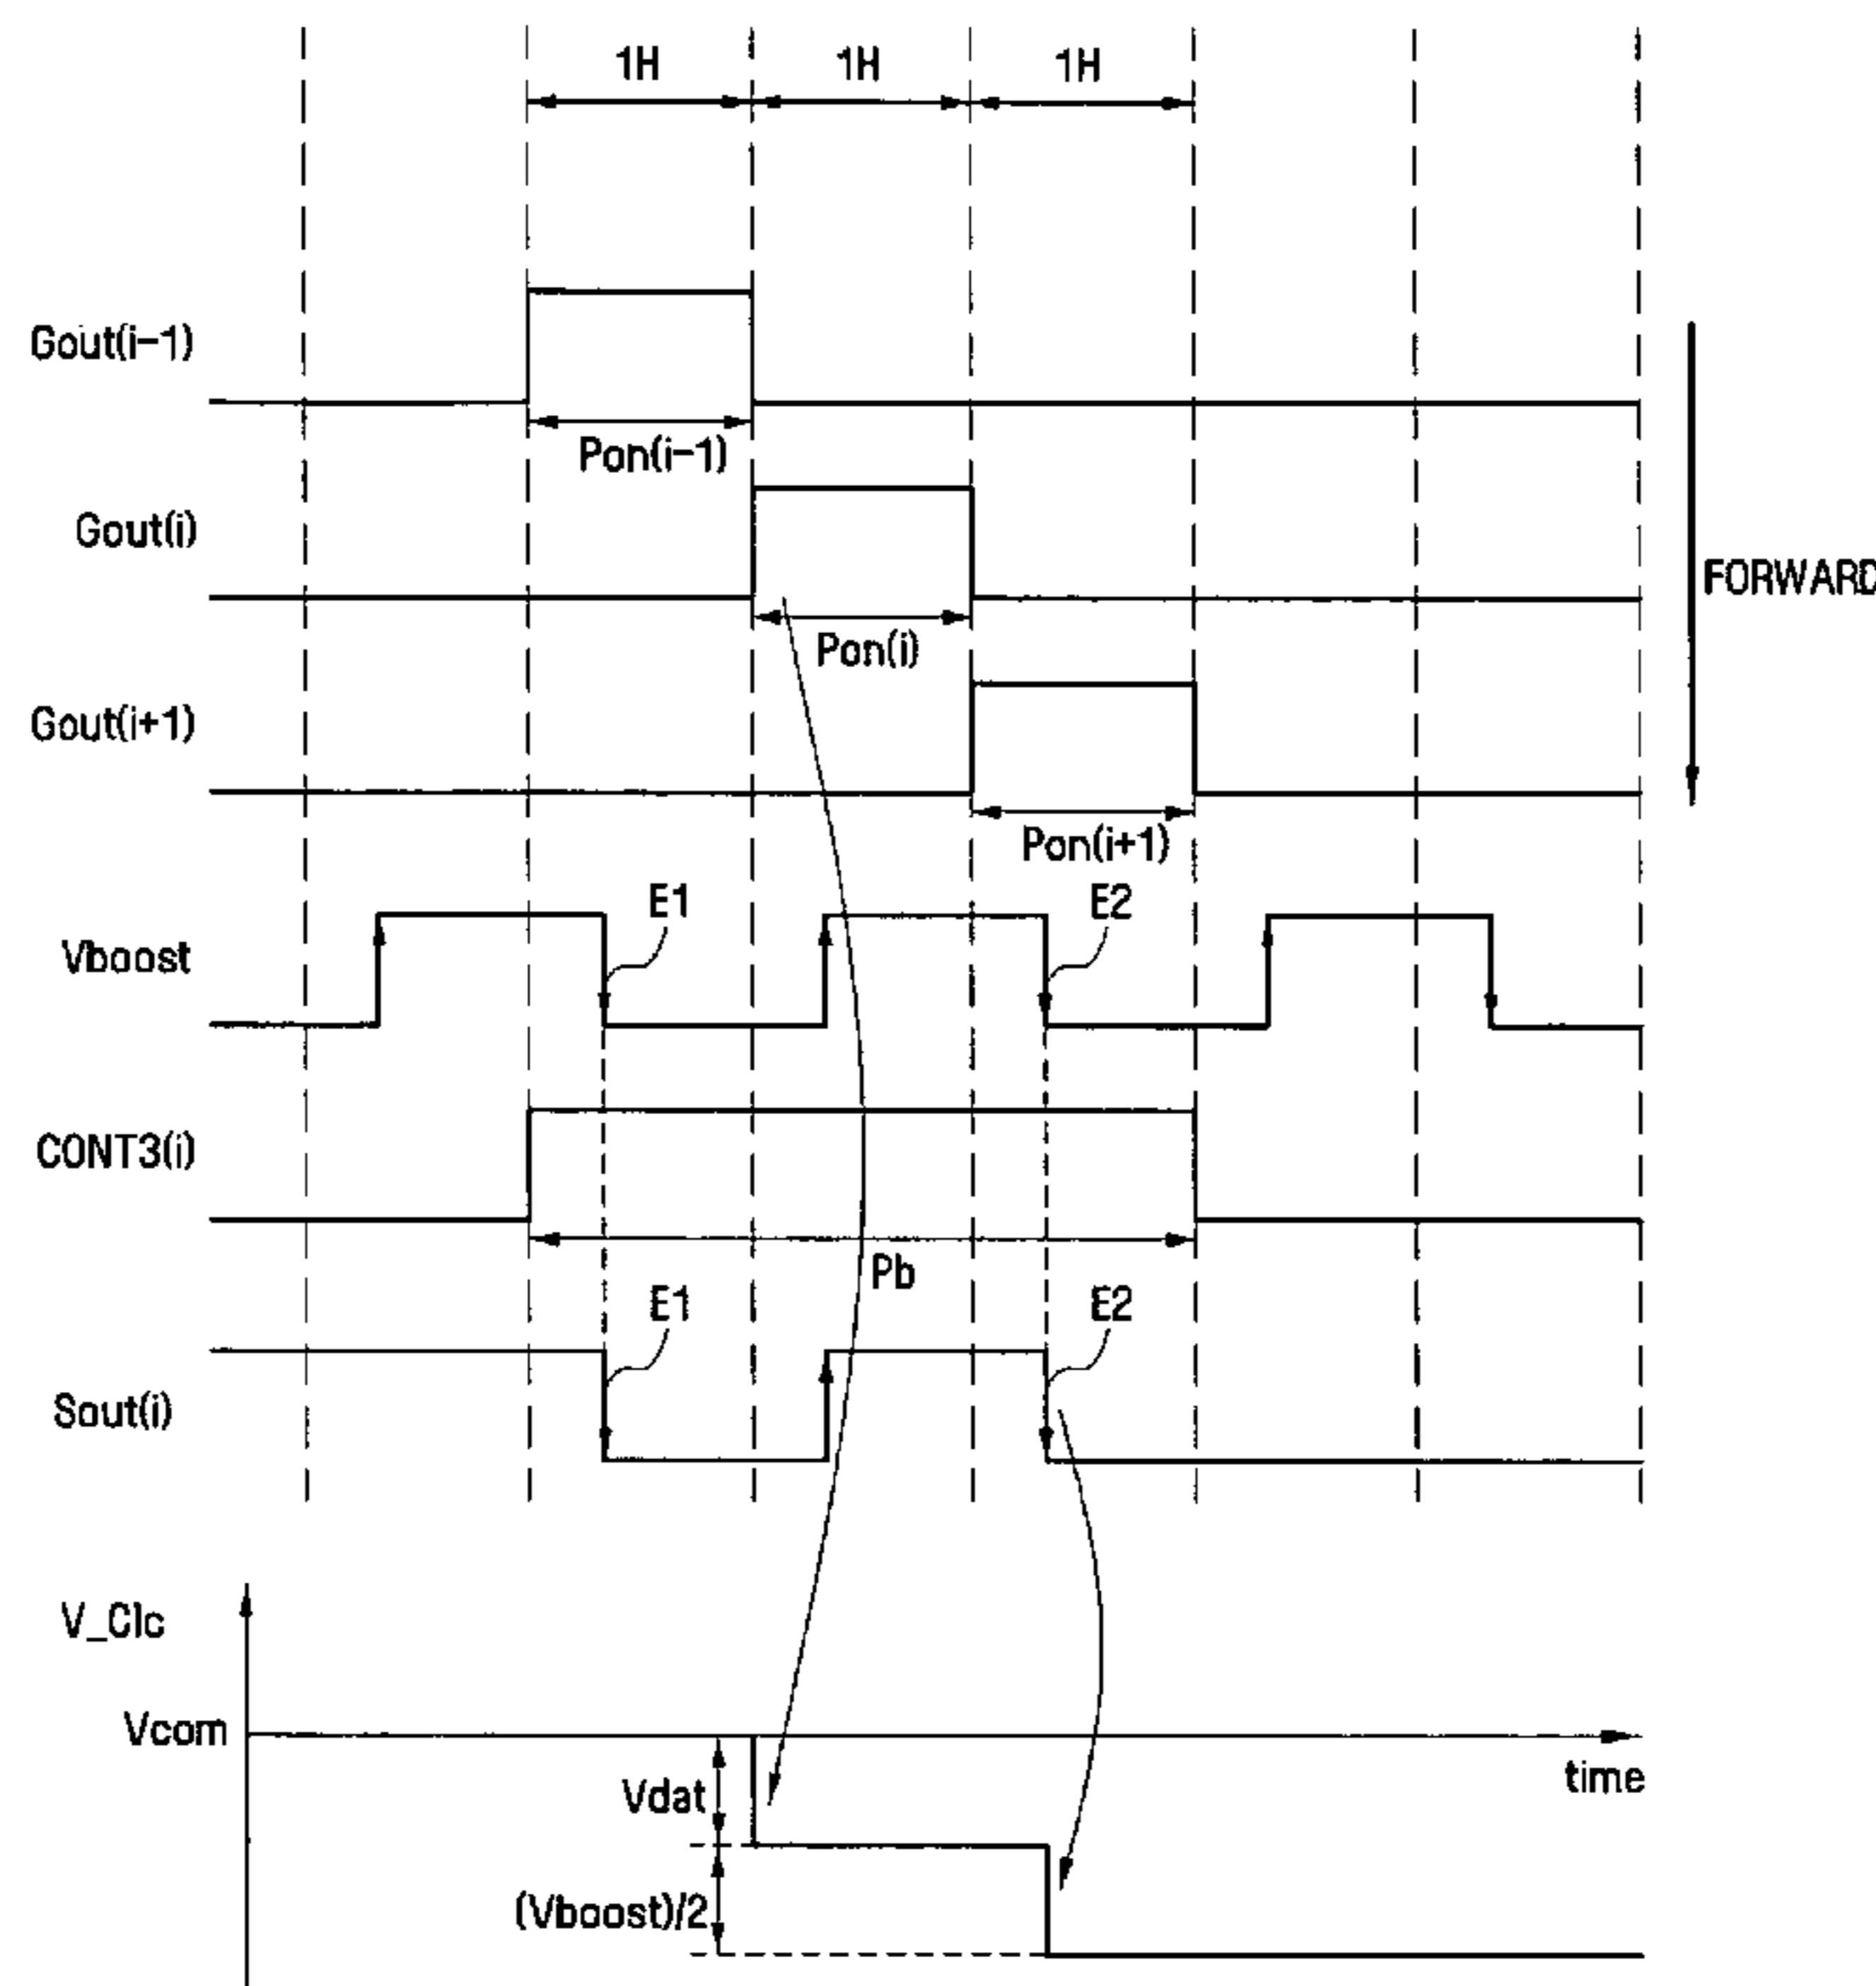 1H 1H 1H
Gout(i-1)
Pon(i-1)
Gout(i)
FORWARD
Pon(i)
Gout(i+1)
Pon(i+1)
E1 E2
Vboost
CONT3(i)
Pb
E1 E2
Sout(i)
V_Clc
Vcom
time
Vdat
(Vboost)/2